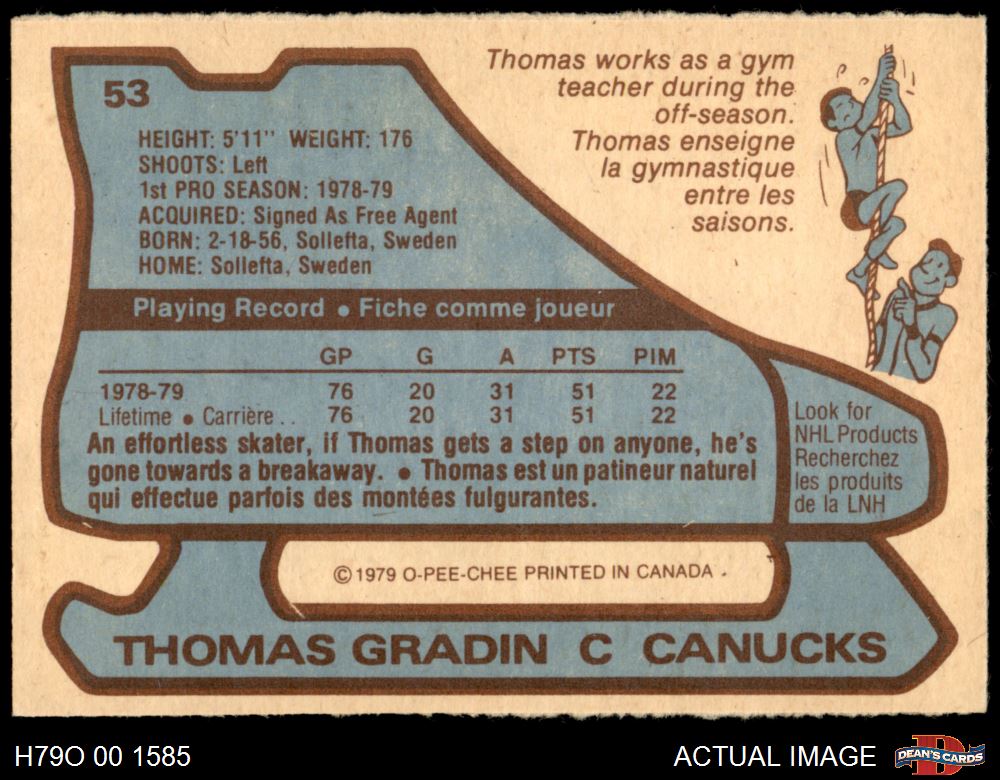 53
HEIGHT: 5'11" WEIGHT: 176
SHOOTS: Left
1st PRO SEASON: 1978-79
ACQUIRED: Signed As Free Agent
BORN: 2-18-56, Sollefta, Sweden
HOME: Sollefta, Sweden
Thomas works as a gym
teacher during the
off-season.
Thomas enseigne
la gymnastique
entre les
saisons.
Playing Record • Fiche comme joueur
GP G A PTS PIM
1978-79 76 20 31 51 22
Lifetime • Carrière . . 76 20 31 51 22
An effortless skater, if Thomas gets a step on anyone, he's
gone towards a breakaway. • Thomas est un patineur naturel
qui effectue parfois des montées fulgurantes.
Look for
NHL Products
Recherchez
les produits
de la LNH
© 1979 O-PEE-CHEE PRINTED IN CANADA .
THOMAS GRADIN C CANUCKS
H79O 00 1585
ACTUAL IMAGE
D
DEAN'S CARDS